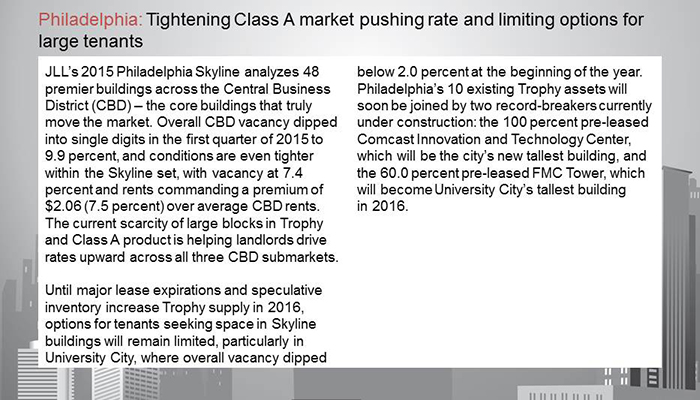 Philadelphia: Tightening Class A market pushing rate and limiting options for
large tenants
JLL's 2015 Philadelphia Skyline analyzes 48
premier buildings across the Central Business
District (CBD) – the core buildings that truly
move the market. Overall CBD vacancy dipped
into single digits in the first quarter of 2015 to
9.9 percent, and conditions are even tighter
within the Skyline set, with vacancy at 7.4
percent and rents commanding a premium of
$2.06 (7.5 percent) over average CBD rents.
The current scarcity of large blocks in Trophy
and Class A product is helping landlords drive
rates upward across all three CBD submarkets.
Until major lease expirations and speculative
inventory increase Trophy supply in 2016,
options for tenants seeking space in Skyline
buildings will remain limited, particularly in
University City, where overall vacancy dipped
below 2.0 percent at the beginning of the year.
Philadelphia's 10 existing Trophy assets will
soon be joined by two record-breakers currently
under construction: the 100 percent pre-leased
Comcast Innovation and Technology Center,
which will be the city's new tallest building, and
the 60.0 percent pre-leased FMC Tower, which
will become University City's tallest building
in 2016.